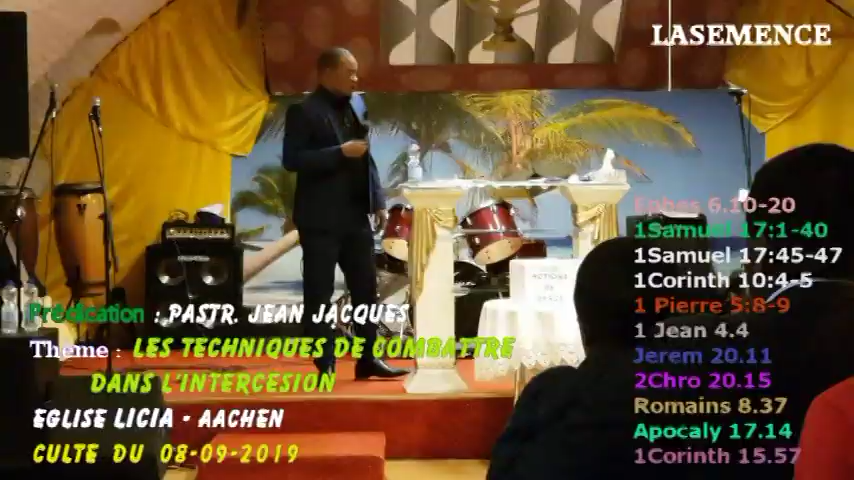 LASEMENCE
Ephes 6.10-20
1Samuel 17:1-40
1Samuel 17:45-47
1Corinth 10:4-5
1 Pierre 5:8-9
1 Jean 4.4
Jerem 20.11
2Chro 20.15
Romains 8.37
Apocaly 17.14
1Corinth 15.57
Prédication : PASTR. JEAN JACQUES
Theme : LES TECHNIQUES DE COMBATTRE
DANS L'INTERCESION
EGLISE LICIA - AACHEN
CULTE DU 08-09-2019